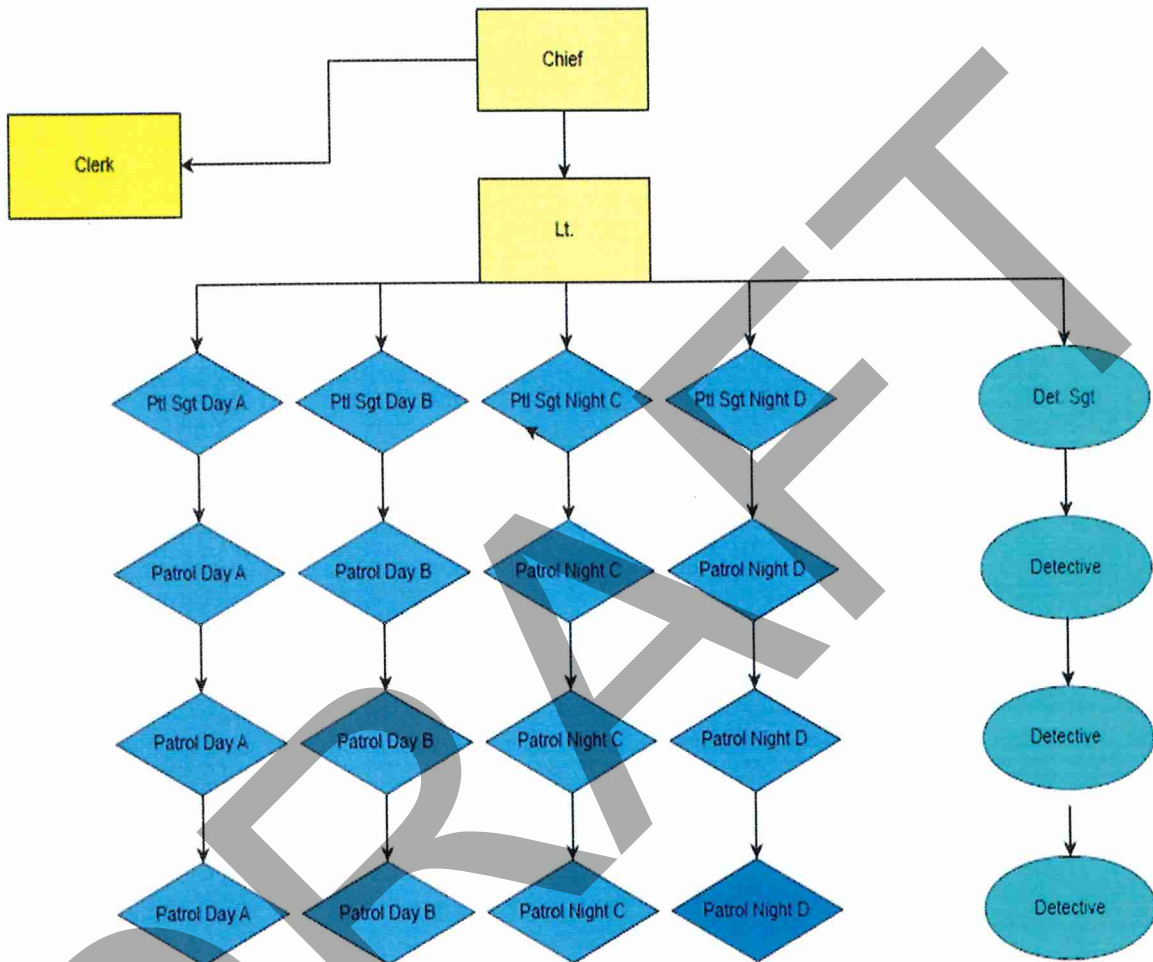 Chief
Clerk
Lt.
Ptl Sgt Day A
Ptl Sgt Day B
Ptl Sgt Night C
Ptl Sgt Night D
Det. Sgt
Patrol Day A
Patrol Day B
Patrol Night C
Patrol Night D
Detective
Patrol Day A
Patrol Day B
Patrol Night C
Patrol Night D
Detective
Patrol Day A
Patrol Day B
Patrol Night C
Patrol Night D
Detective
DRAFT